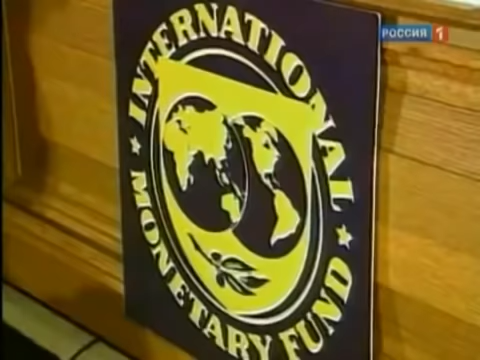 INTERNATIONAL
MONETARY FUND
РОССИЯ 1